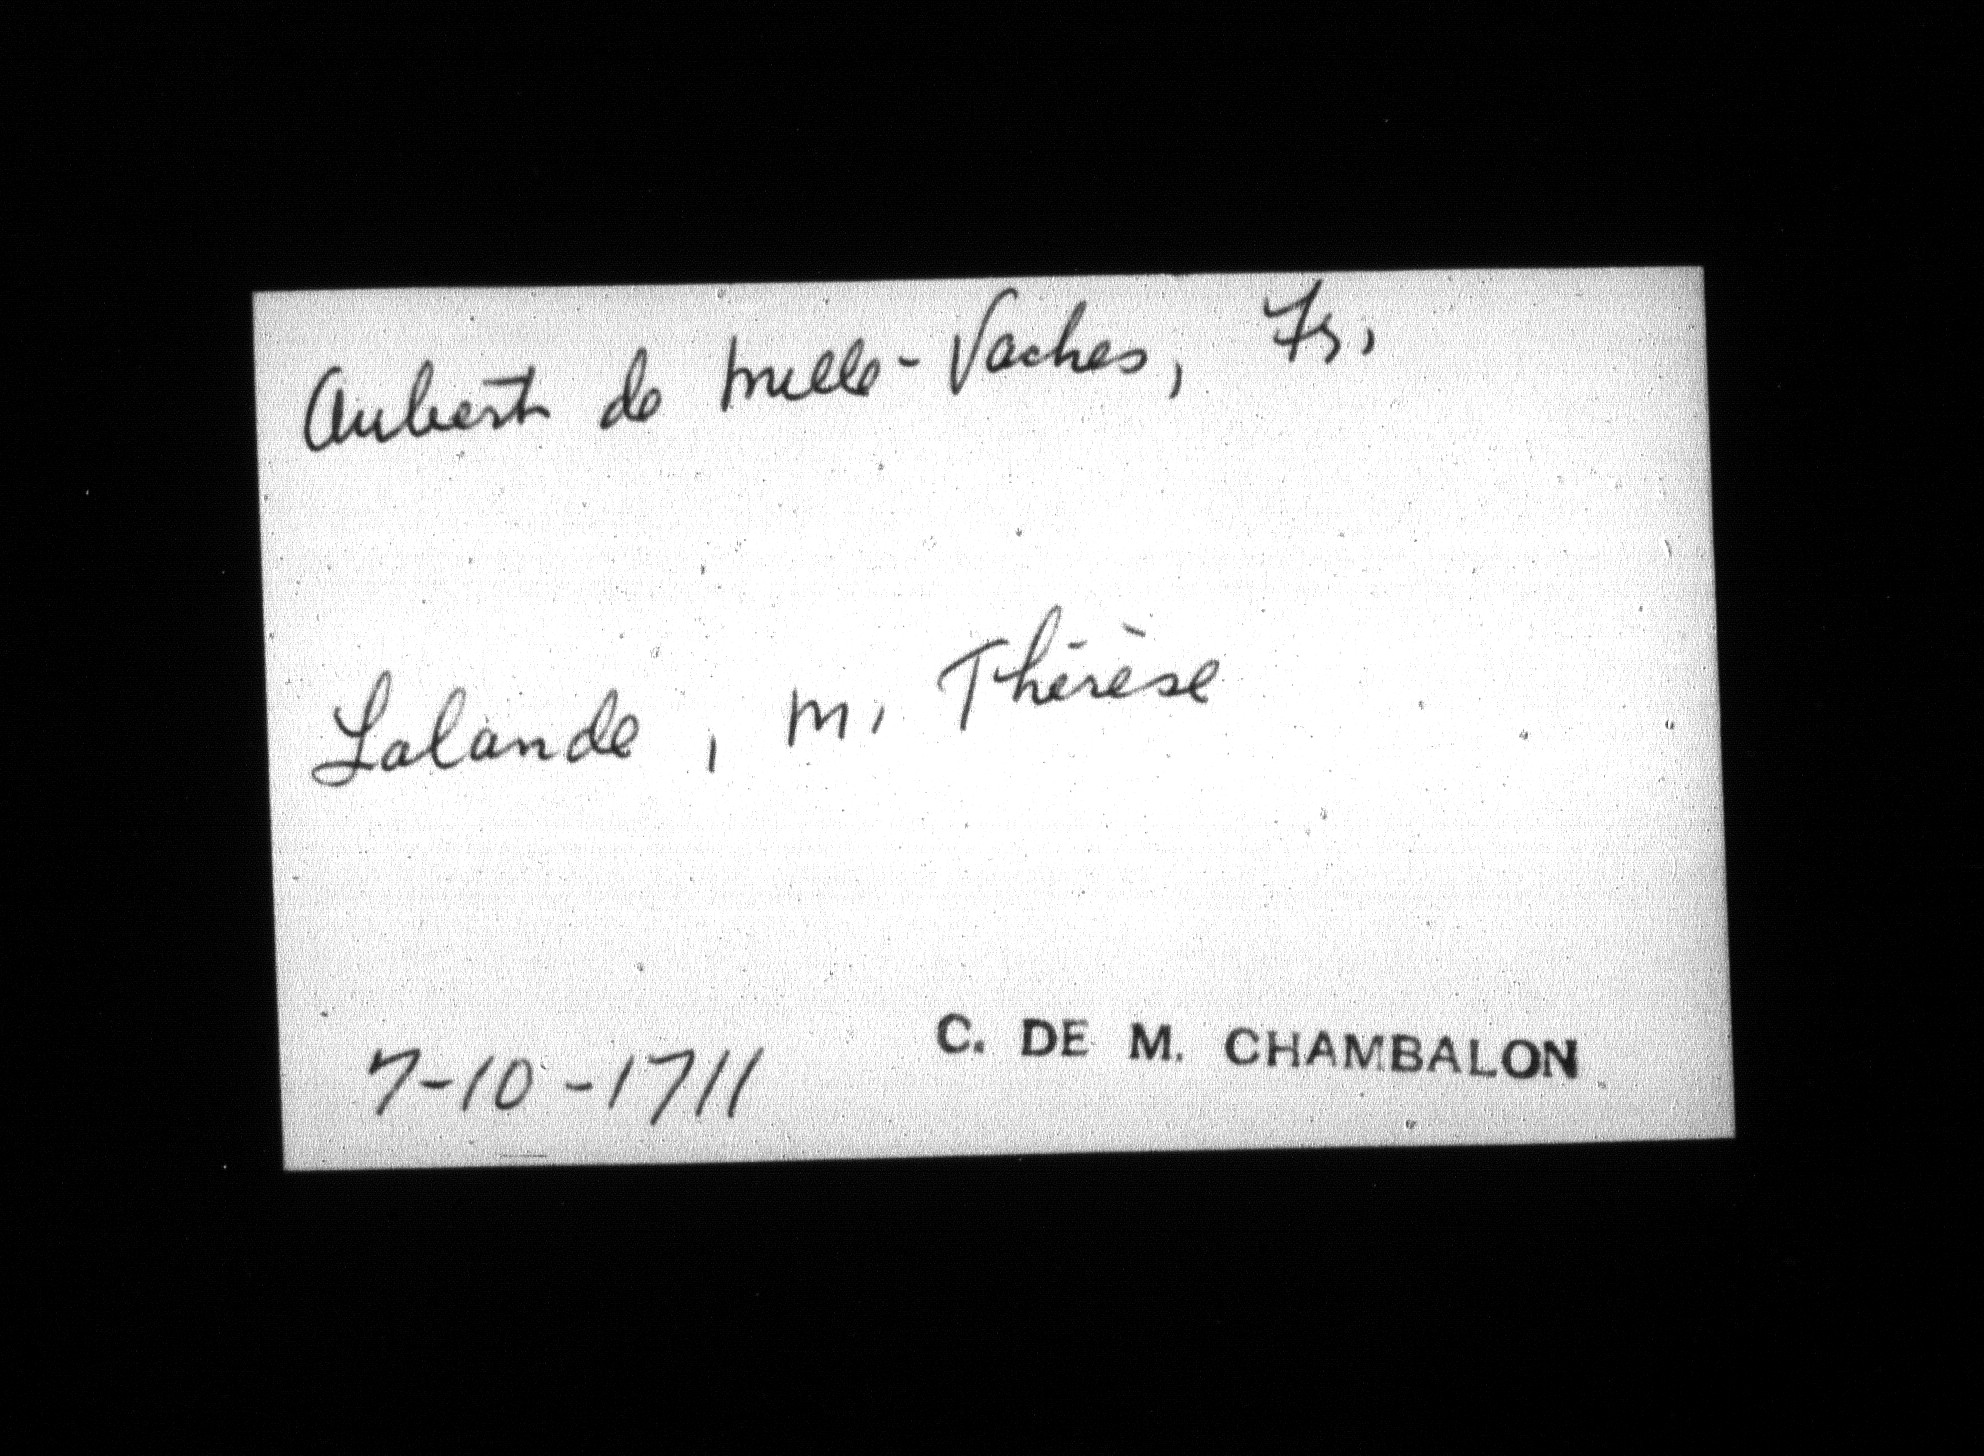 Aubert de Mille-Vaches, Fs.
Lalande, M. Thérèse
7-10-1711 C. DE M. CHAMBALON